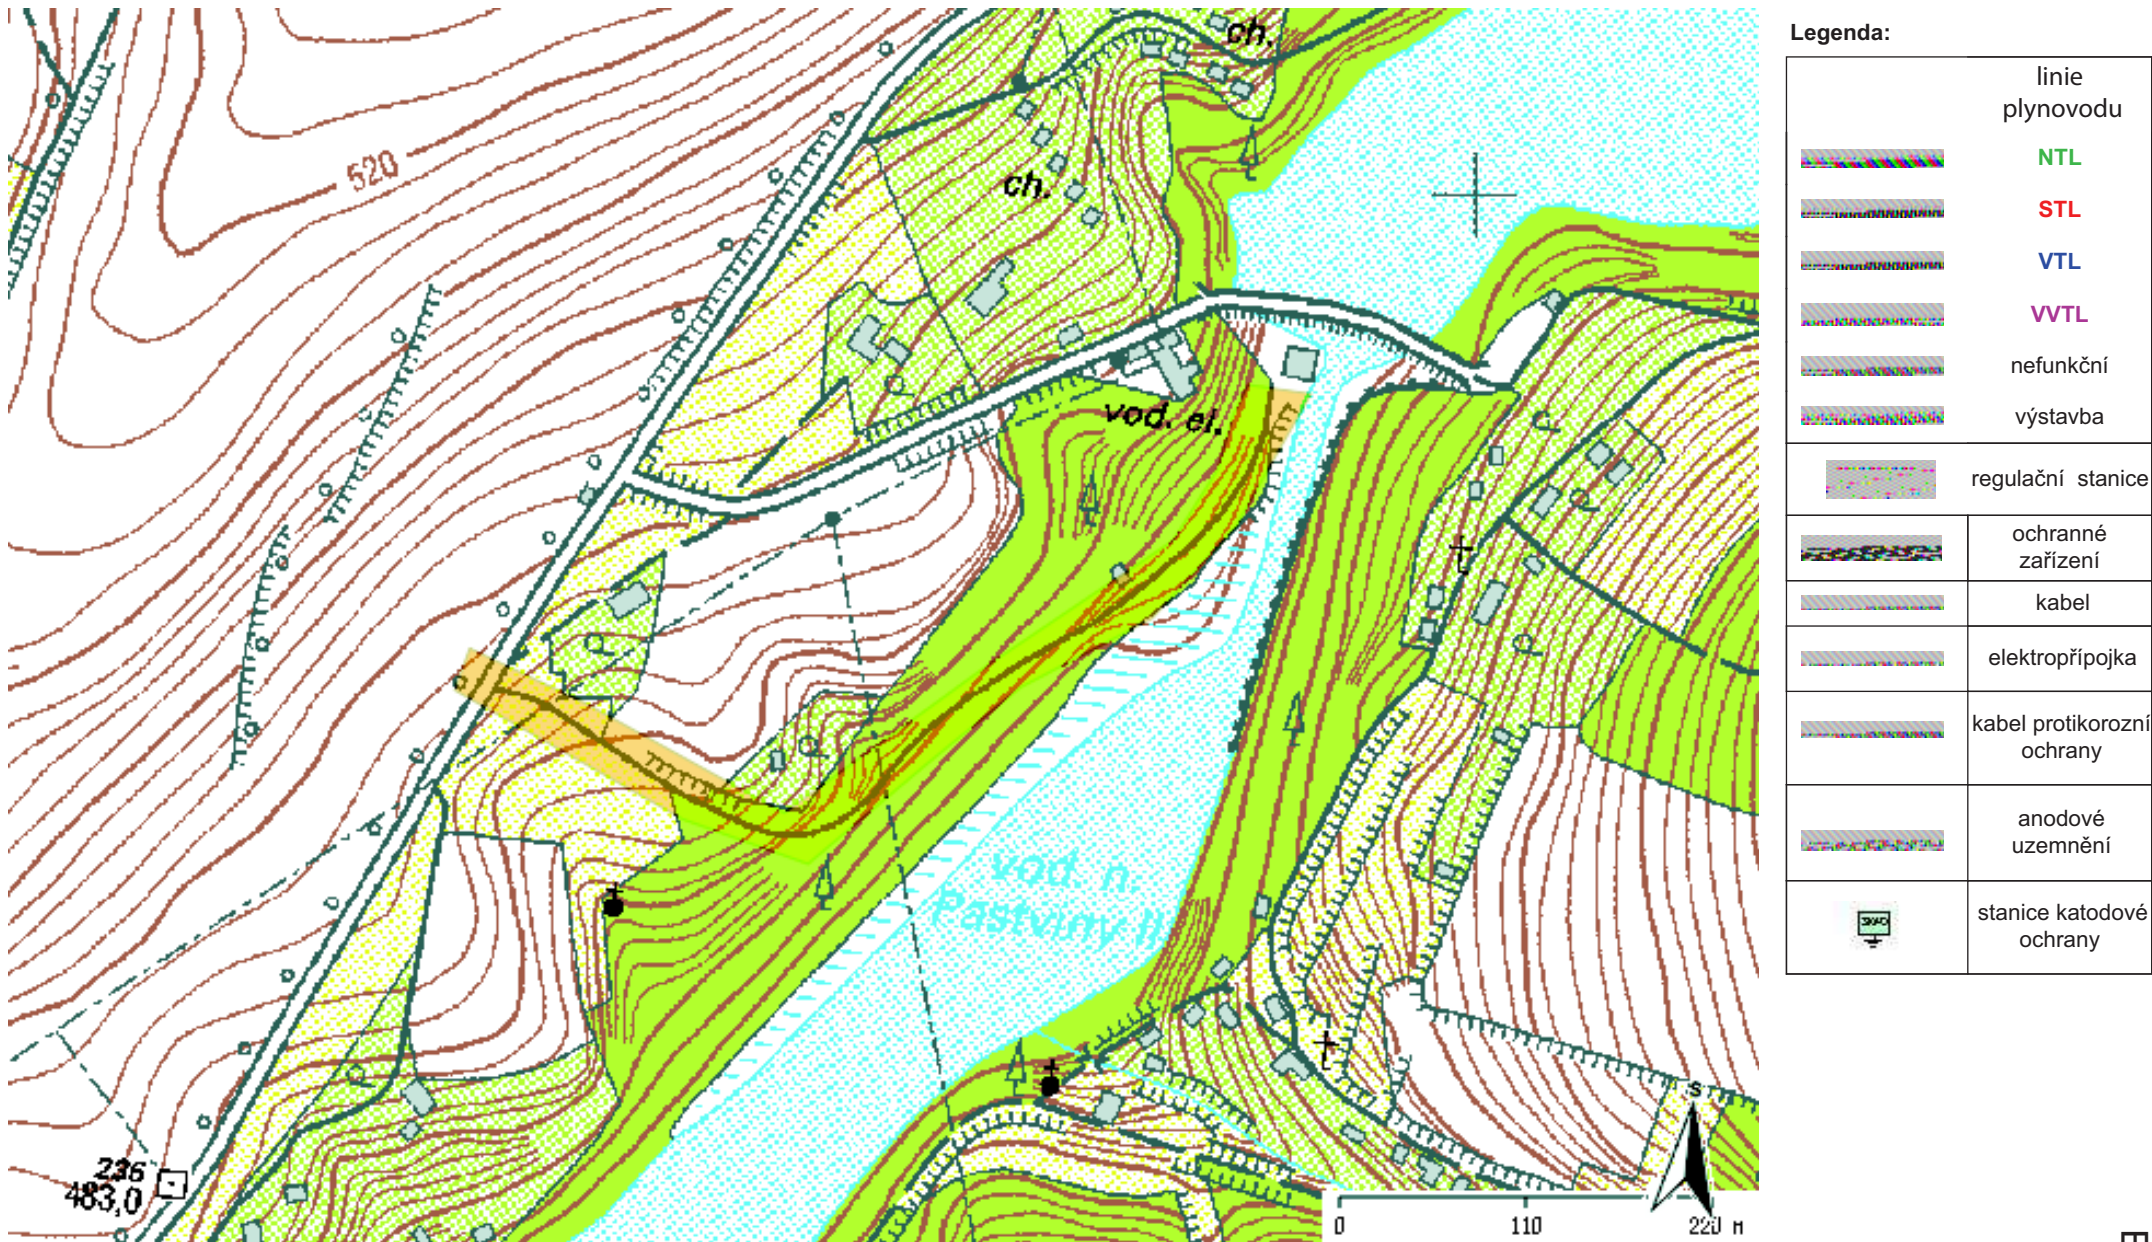 ch.
520
ch.
vod. el.
vod. n.
Pastviny II
236
483,0
S
0 110 220 M
Legenda:
linie
plynovodu
NTL
STL
VTL
VVTL
nefunkční
výstavba
regulační stanice
ochranné
zařízení
kabel
elektropřípojka
kabel protikorozní
ochrany
anodové
uzemnění
stanice katodové
ochrany